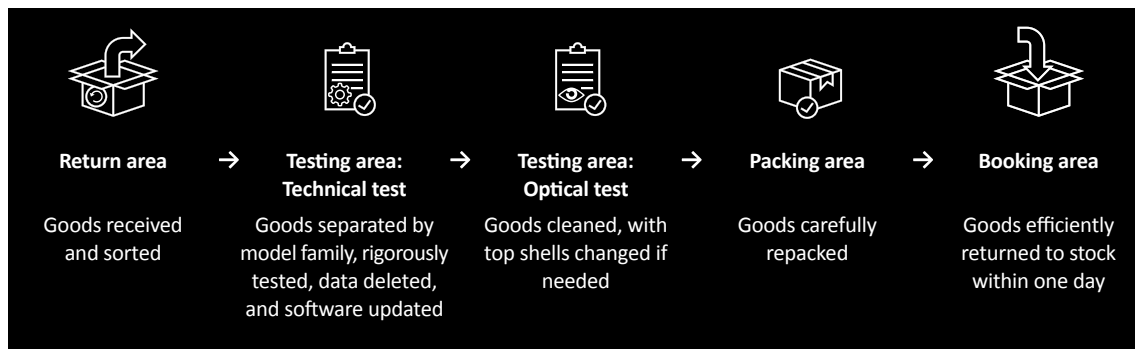 Return area
→
Testing area:
Technical test
→
Testing area:
Optical test
→
Packing area
→
Booking area
Goods received
and sorted
Goods separated by
model family, rigorously
tested, data deleted,
and software updated
Goods cleaned, with
top shells changed if
needed
Goods carefully
repacked
Goods efficiently
returned to stock
within one day